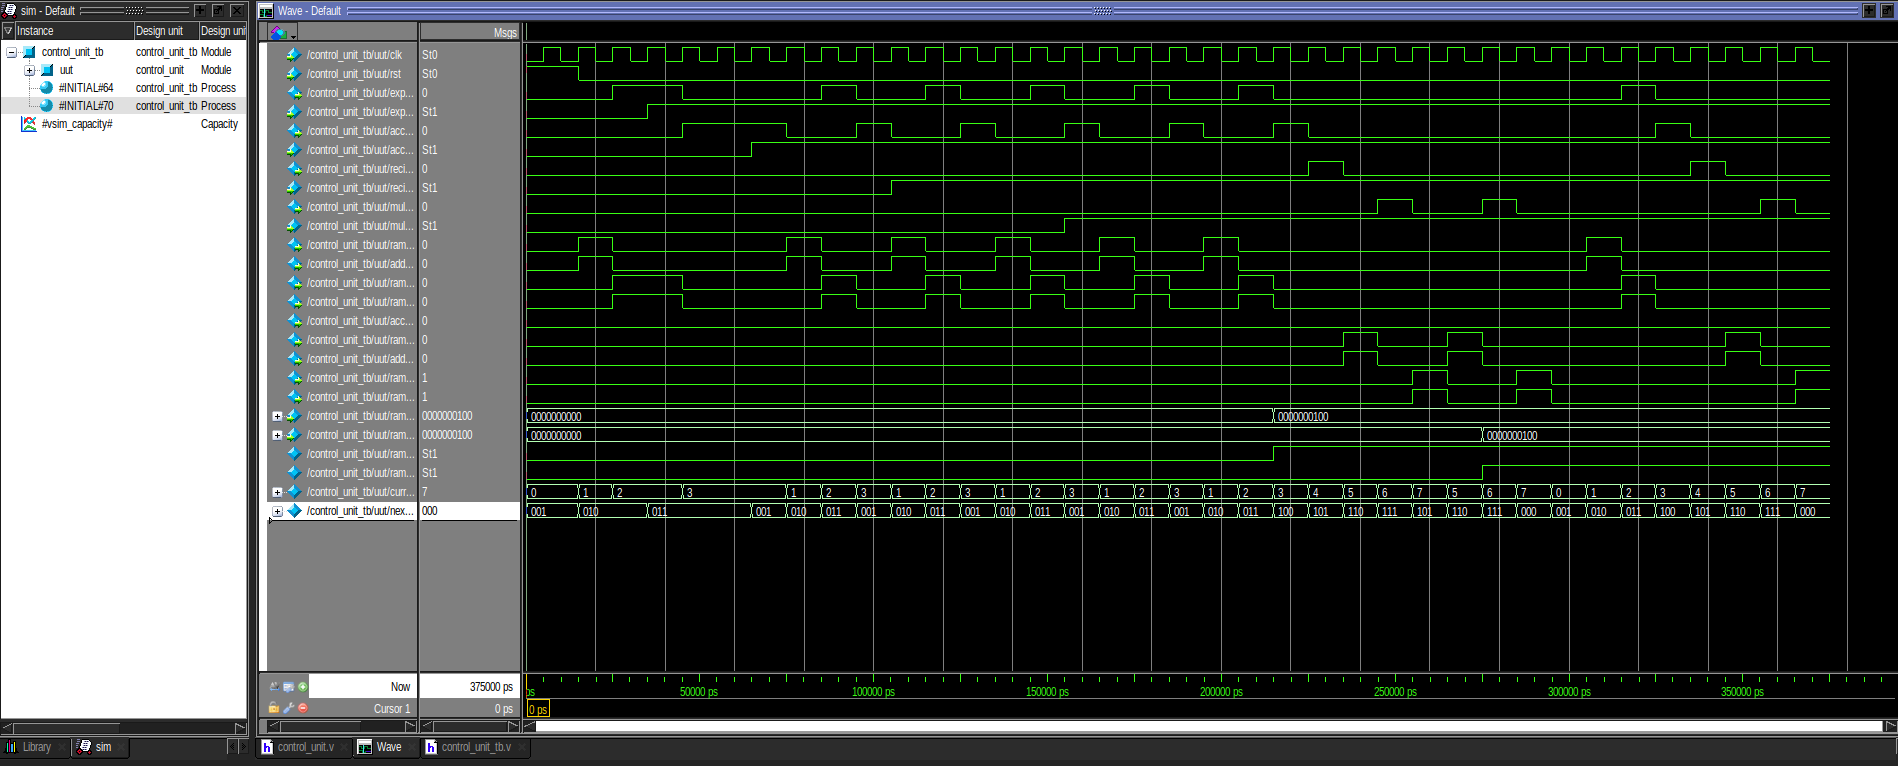 sim - Default
Instance Design unit Design unit
control_unit_tb control_unit_tb Module
uut control_unit Module
#INITIAL#64 control_unit_tb Process
#INITIAL#70 control_unit_tb Process
#vsim_capacity# Capacity
Library sim
Wave - Default
Msgs
/control_unit_tb/uut/clk St0
/control_unit_tb/uut/rst St0
/control_unit_tb/uut/exp... 0
/control_unit_tb/uut/exp... St1
/control_unit_tb/uut/acc... 0
/control_unit_tb/uut/acc... St1
/control_unit_tb/uut/reci... 0
/control_unit_tb/uut/reci... St1
/control_unit_tb/uut/mul... 0
/control_unit_tb/uut/mul... St1
/control_unit_tb/uut/ram... 0
/control_unit_tb/uut/add... 0
/control_unit_tb/uut/ram... 0
/control_unit_tb/uut/ram... 0
/control_unit_tb/uut/acc... 0
/control_unit_tb/uut/ram... 0
/control_unit_tb/uut/add... 0
/control_unit_tb/uut/ram... 1
/control_unit_tb/uut/ram... 1
/control_unit_tb/uut/ram... 0000000100 0000000000 0000000100
/control_unit_tb/uut/ram... 0000000100 0000000000 0000000100
/control_unit_tb/uut/ram... St1
/control_unit_tb/uut/ram... St1
/control_unit_tb/uut/curr... 7 0 1 2 3 1 2 3 1 2 3 1 2 3 1 2 3 1 2 3 4 5 6 7 5 6 7 0 1 2 3 4 5 6 7
/control_unit_tb/uut/nex... 000 001 010 011 001 010 011 001 010 011 001 010 011 001 010 011 001 010 011 100 101 110 111 101 110 111 000 001 010 011 100 101 110 111 000
Now 375000 ps ps 50000 ps 100000 ps 150000 ps 200000 ps 250000 ps 300000 ps 350000 ps
Cursor 1 0 ps 0 ps
control_unit.v Wave control_unit_tb.v